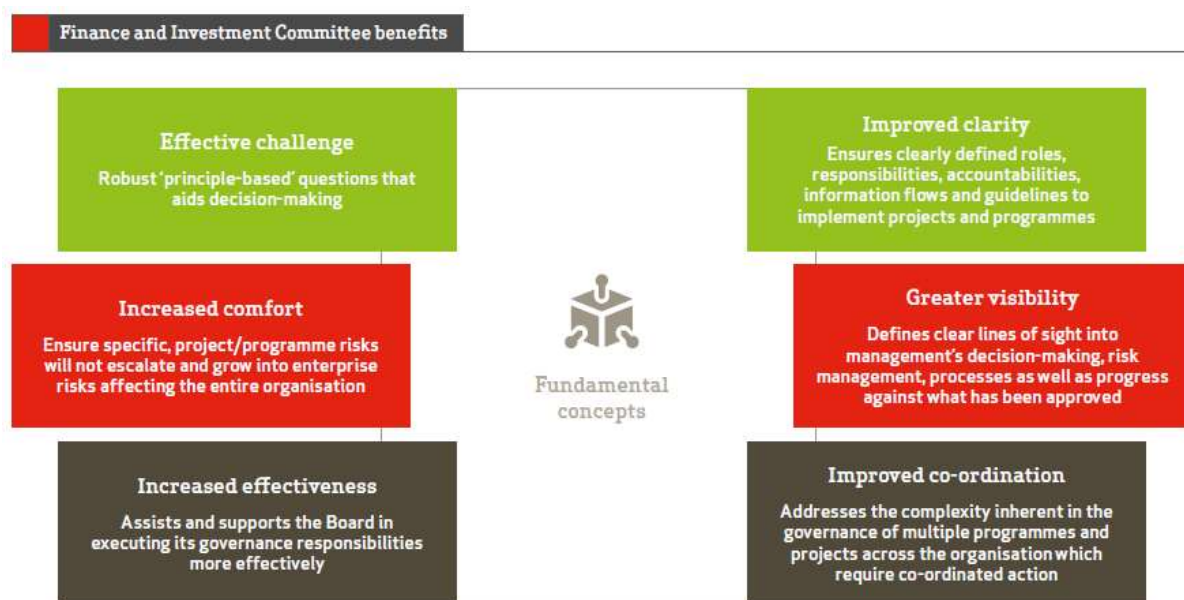 Finance and Investment Committee benefits
Effective challenge
Robust 'principle-based' questions that
aids decision-making
Improved clarity
Ensures clearly defined roles,
responsibilities, accountabilities,
information flows and guidelines to
implement projects and programmes
Increased comfort
Ensure specific, project/programme risks
will not escalate and grow into enterprise
risks affecting the entire organisation
Fundamental
concepts
Greater visibility
Defines clear lines of sight into
management's decision-making, risk
management, processes as well as progress
against what has been approved
Increased effectiveness
Assists and supports the Board in
executing its governance responsibilities
more effectively
Improved co-ordination
Addresses the complexity inherent in the
governance of multiple programmes and
projects across the organisation which
require co-ordinated action